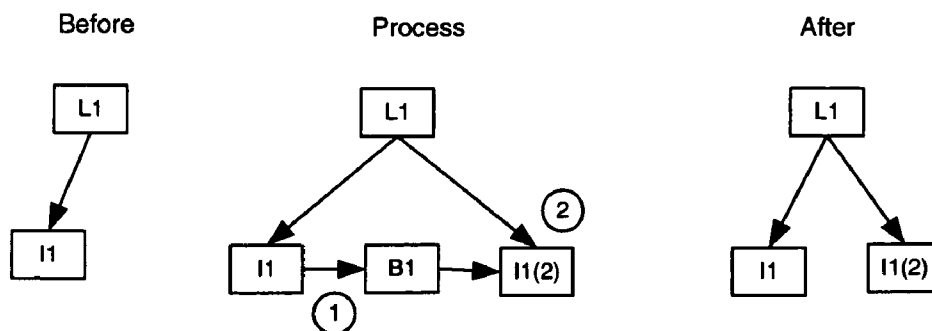 Before Process After
L1 L1 L1
2
I1 I1 B1 I1(2) I1 I1(2)
1